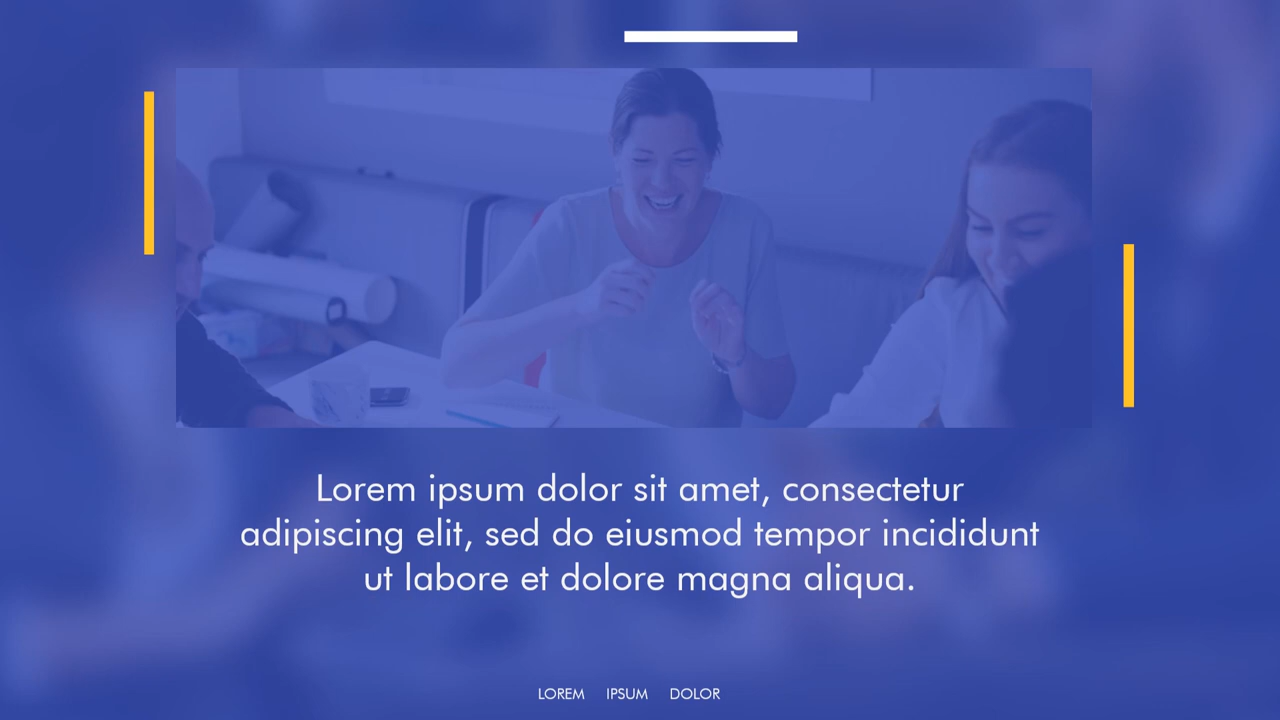 Lorem ipsum dolor sit amet, consectetur
adipiscing elit, sed do eiusmod tempor incididunt
ut labore et dolore magna aliqua.
LOREM IPSUM DOLOR